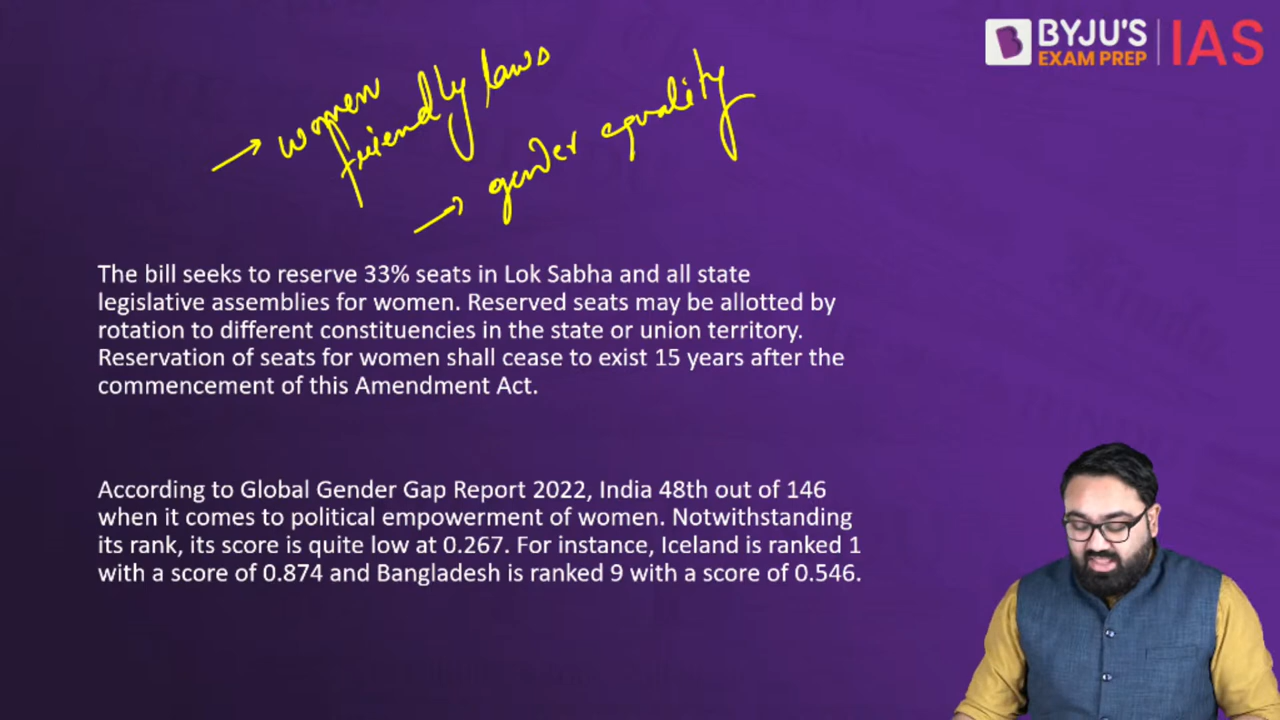 BYJU'S
EXAM PREP
IAS
→ women
friendly laws
→ gender equality
The bill seeks to reserve 33% seats in Lok Sabha and all state
legislative assemblies for women. Reserved seats may be allotted by
rotation to different constituencies in the state or union territory.
Reservation of seats for women shall cease to exist 15 years after the
commencement of this Amendment Act.
According to Global Gender Gap Report 2022, India 48th out of 146
when it comes to political empowerment of women. Notwithstanding
its rank, its score is quite low at 0.267. For instance, Iceland is ranked 1
with a score of 0.874 and Bangladesh is ranked 9 with a score of 0.546.